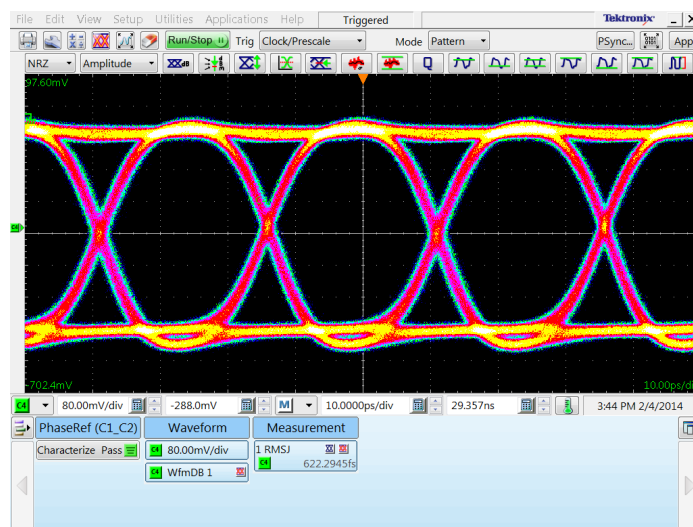 File Edit View Setup Utilities Applications Help Triggered Tektronix
Run/Stop Trig Clock/Prescale Mode Pattern PSync... App
NRZ Amplitude
97.60mV
C4
-702.4mV 10.00ps/di
C4 80.00mV/div -288.0mV M 10.0000ps/div 29.357ns 3:44 PM 2/4/2014
PhaseRef (C1_C2) Waveform Measurement
Characterize Pass C4 80.00mV/div 1 RMSJ
C4 622.2945fs
C4 WfmDB 1